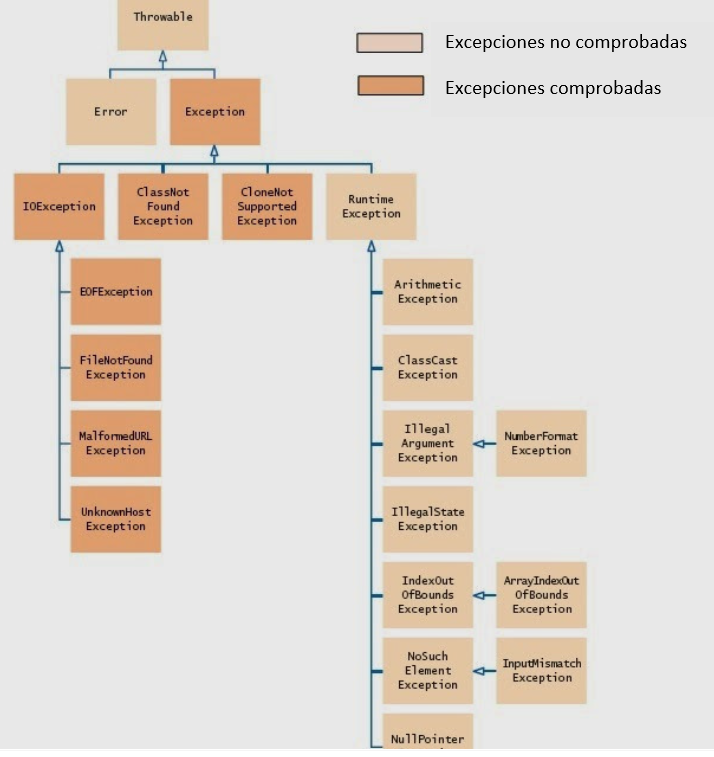 Throwable
Excepciones no comprobadas
Excepciones comprobadas
Error
Exception
IOException
ClassNot
Found
Exception
CloneNot
Supported
Exception
Runtime
Exception
EOFException
FileNotFound
Exception
MalformedURL
Exception
UnknownHost
Exception
Arithmetic
Exception
ClassCast
Exception
Illegal
Argument
Exception
NumberFormat
Exception
IllegalState
Exception
IndexOut
OfBounds
Exception
ArrayIndexOut
OfBounds
Exception
NoSuch
Element
Exception
InputMismatch
Exception
NullPointer